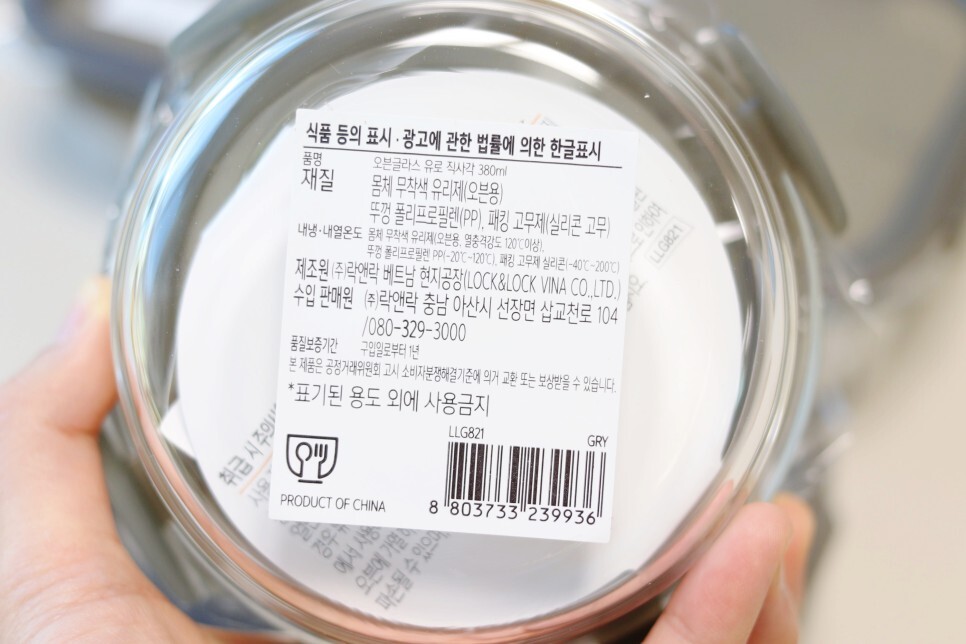 식품 등의 표시·광고에 관한 법률에 의한 한글표시
품명 오븐글라스 유로 직사각 380ml
재질 몸체 무착색 유리제(오븐용)
뚜껑 폴리프로필렌(PP), 패킹 고무제(실리콘 고무)
내냉·내열온도 몸체 무착색 유리제(오븐용, 열충격강도 120℃이상),
뚜껑 폴리프로필렌 PP(-20℃~120℃), 패킹 고무제 실리콘(-40℃~200℃)
제조원 (주)락앤락 베트남 현지공장(LOCK&LOCK VINA CO.,LTD.)
수입 판매원 (주)락앤락 충남 아산시 선장면 삽교천로 104
/080-329-3000
품질보증기간 구입일로부터 1년
본 제품은 공정거래위원회 고시 소비자분쟁해결기준에 의거 교환 또는 보상받을 수 있습니다.
*표기된 용도 외에 사용금지
LLG821 GRY
PRODUCT OF CHINA
8 803733 239936
LLG821
취급 시 주의사